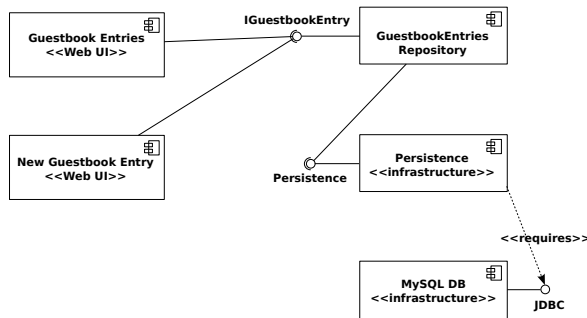 IGuestbookEntry
Guestbook Entries
<<Web UI>>
GuestbookEntries
Repository
New Guestbook Entry
<<Web UI>>
Persistence
<<infrastructure>>
Persistence
<<requires>>
MySQL DB
<<infrastructure>>
JDBC